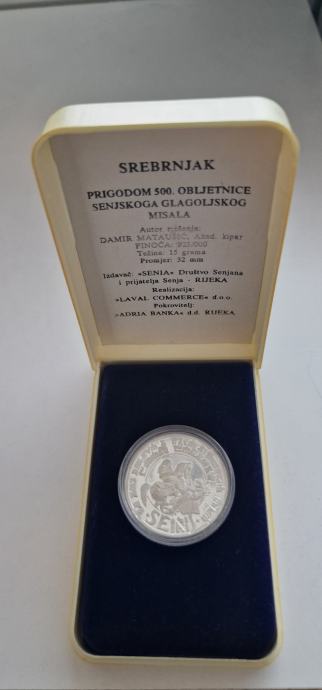 SREBRNJAK
PRIGODOM 500. OBLJETNICE
SENJSKOGA GLAGOLJSKOG
MISALA
Autor rješenja:
DAMIR MATAUŠIĆ, Akad. kipar
FINOĆA: 925/000
Težina: 15 grama
Promjer: 32 mm
Izdavač: »SENIA« Društvo Senjana
i prijatelja Senja - RIJEKA
Realizacija:
»LAVAL COMMERCE« d.o.o.
Pokrovitelj:
»ADRIA BANKA« d.d. RIJEKA
SENJ